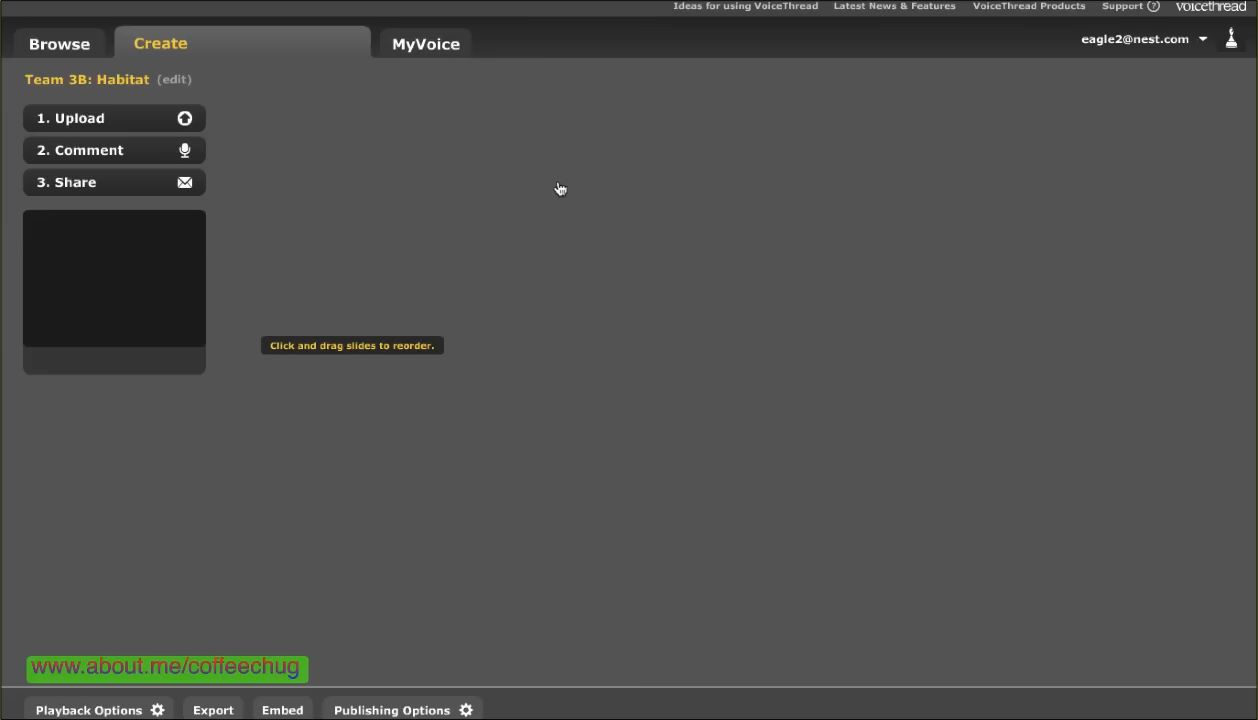 Ideas for using VoiceThread Latest News & Features VoiceThread Products Support ? voicethread
Browse Create MyVoice eagle2@nest.com
Team 3B: Habitat (edit)
1. Upload
2. Comment
3. Share
Click and drag slides to reorder.
www.about.me/coffeechug
Playback Options Export Embed Publishing Options